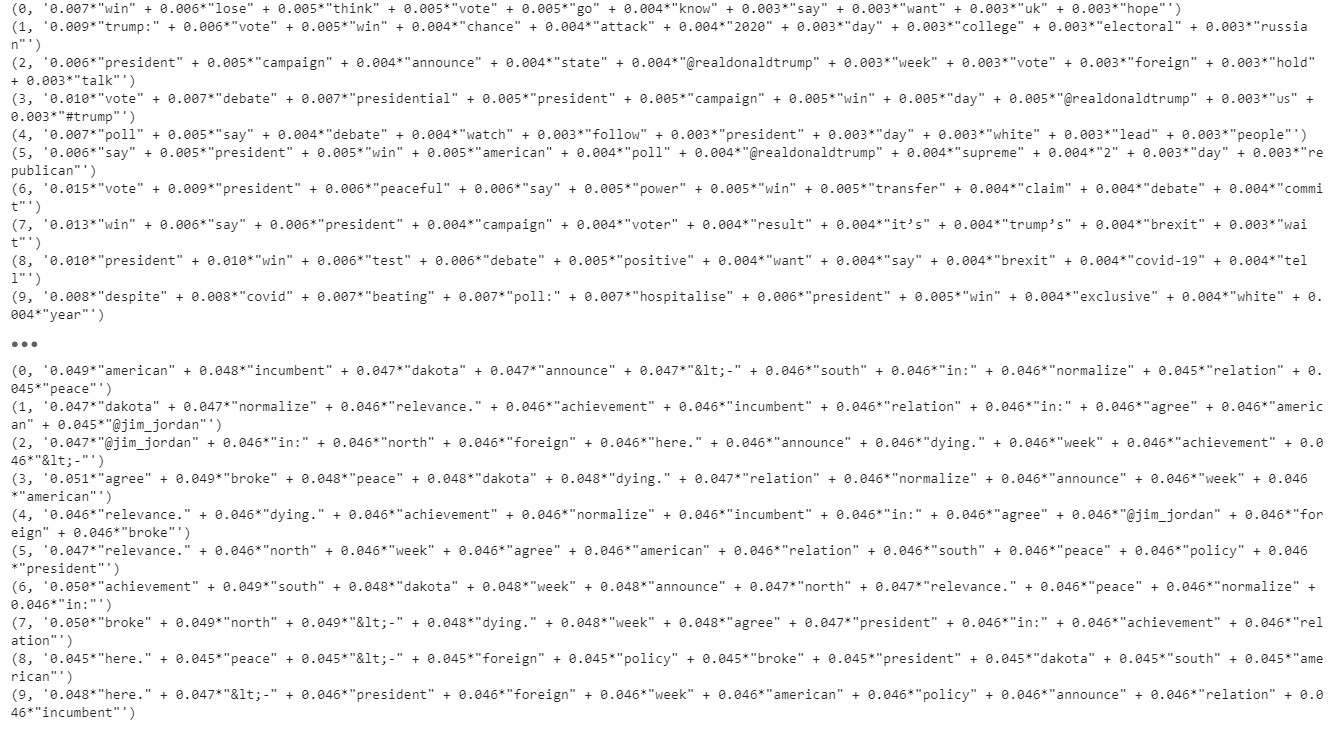 (0, '0.007*"win" + 0.006*"lose" + 0.005*"think" + 0.005*"vote" + 0.005*"go" + 0.004*"know" + 0.003*"say" + 0.003*"want" + 0.003*"uk" + 0.003*"hope"')
(1, '0.009*"trump:" + 0.006*"vote" + 0.005*"win" + 0.004*"chance" + 0.004*"attack" + 0.004*"2020" + 0.003*"day" + 0.003*"college" + 0.003*"electoral" + 0.003*"russia
n"')
(2, '0.006*"president" + 0.005*"campaign" + 0.004*"announce" + 0.004*"state" + 0.004*"@realdonaldtrump" + 0.003*"week" + 0.003*"vote" + 0.003*"foreign" + 0.003*"hold"
+ 0.003*"talk"')
(3, '0.010*"vote" + 0.007*"debate" + 0.007*"presidential" + 0.005*"president" + 0.005*"campaign" + 0.005*"win" + 0.005*"day" + 0.005*"@realdonaldtrump" + 0.003*"us" +
0.003*"#trump"')
(4, '0.007*"poll" + 0.005*"say" + 0.004*"debate" + 0.004*"watch" + 0.003*"follow" + 0.003*"president" + 0.003*"day" + 0.003*"white" + 0.003*"lead" + 0.003*"people"')
(5, '0.006*"say" + 0.005*"president" + 0.005*"win" + 0.005*"american" + 0.004*"poll" + 0.004*"@realdonaldtrump" + 0.004*"supreme" + 0.004*"2" + 0.003*"day" + 0.003*"re
publican"')
(6, '0.015*"vote" + 0.009*"president" + 0.006*"peaceful" + 0.006*"say" + 0.005*"power" + 0.005*"win" + 0.005*"transfer" + 0.004*"claim" + 0.004*"debate" + 0.004*"commi
t"')
(7, '0.013*"win" + 0.006*"say" + 0.006*"president" + 0.004*"campaign" + 0.004*"voter" + 0.004*"result" + 0.004*"it’s" + 0.004*"trump’s" + 0.004*"brexit" + 0.003*"wai
t"')
(8, '0.010*"president" + 0.010*"win" + 0.006*"test" + 0.006*"debate" + 0.005*"positive" + 0.004*"want" + 0.004*"say" + 0.004*"brexit" + 0.004*"covid-19" + 0.004*"tel
l"')
(9, '0.008*"despite" + 0.008*"covid" + 0.007*"beating" + 0.007*"poll:" + 0.007*"hospitalise" + 0.006*"president" + 0.005*"win" + 0.004*"exclusive" + 0.004*"white" + 0.
004*"year"')
•••
(0, '0.049*"american" + 0.048*"incumbent" + 0.047*"dakota" + 0.047*"announce" + 0.047*"&lt;-" + 0.046*"south" + 0.046*"in:" + 0.046*"normalize" + 0.045*"relation" + 0.
045*"peace"')
(1, '0.047*"dakota" + 0.047*"normalize" + 0.046*"relevance." + 0.046*"achievement" + 0.046*"incumbent" + 0.046*"relation" + 0.046*"in:" + 0.046*"agree" + 0.046*"americ
an" + 0.045*"@jim_jordan"')
(2, '0.047*"@jim_jordan" + 0.046*"in:" + 0.046*"north" + 0.046*"foreign" + 0.046*"here." + 0.046*"announce" + 0.046*"dying." + 0.046*"week" + 0.046*"achievement" + 0.0
46*"&lt;-"')
(3, '0.051*"agree" + 0.049*"broke" + 0.048*"peace" + 0.048*"dakota" + 0.048*"dying." + 0.047*"relation" + 0.046*"normalize" + 0.046*"announce" + 0.046*"week" + 0.046
*"american"')
(4, '0.046*"relevance." + 0.046*"dying." + 0.046*"achievement" + 0.046*"normalize" + 0.046*"incumbent" + 0.046*"in:" + 0.046*"agree" + 0.046*"@jim_jordan" + 0.046*"for
eign" + 0.046*"broke"')
(5, '0.047*"relevance." + 0.046*"north" + 0.046*"week" + 0.046*"agree" + 0.046*"american" + 0.046*"relation" + 0.046*"south" + 0.046*"peace" + 0.046*"policy" + 0.046
*"president"')
(6, '0.050*"achievement" + 0.049*"south" + 0.048*"dakota" + 0.048*"week" + 0.048*"announce" + 0.047*"north" + 0.047*"relevance." + 0.046*"peace" + 0.046*"normalize" +
0.046*"in:"')
(7, '0.050*"broke" + 0.049*"north" + 0.049*"&lt;-" + 0.048*"dying." + 0.048*"week" + 0.048*"agree" + 0.047*"president" + 0.046*"in:" + 0.046*"achievement" + 0.046*"rel
ation"')
(8, '0.045*"here." + 0.045*"peace" + 0.045*"&lt;-" + 0.045*"foreign" + 0.045*"policy" + 0.045*"broke" + 0.045*"president" + 0.045*"dakota" + 0.045*"south" + 0.045*"ame
rican"')
(9, '0.048*"here." + 0.047*"&lt;-" + 0.046*"president" + 0.046*"foreign" + 0.046*"week" + 0.046*"american" + 0.046*"policy" + 0.046*"announce" + 0.046*"relation" + 0.0
46*"incumbent"')